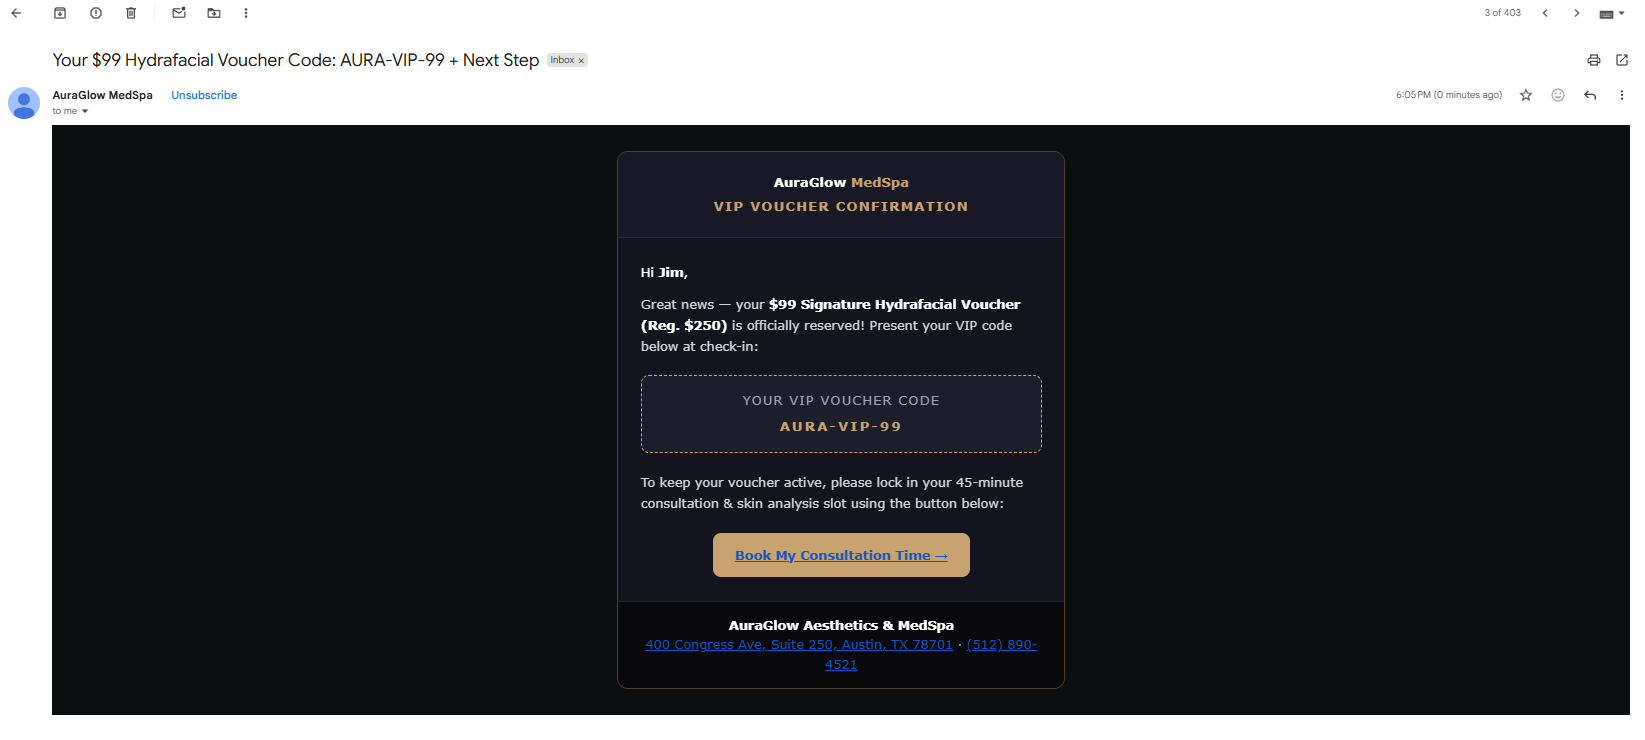 3 of 403
Your $99 Hydrafacial Voucher Code: AURA-VIP-99 + Next Step
Inbox x
AuraGlow MedSpa Unsubscribe
6:05 PM (0 minutes ago)
to me
AuraGlow MedSpa
VIP VOUCHER CONFIRMATION
Hi Jim,
Great news — your $99 Signature Hydrafacial Voucher
(Reg. $250) is officially reserved! Present your VIP code
below at check-in:
YOUR VIP VOUCHER CODE
AURA-VIP-99
To keep your voucher active, please lock in your 45-minute
consultation & skin analysis slot using the button below:
Book My Consultation Time →
AuraGlow Aesthetics & MedSpa
400 Congress Ave, Suite 250, Austin, TX 78701 · (512) 890-
4521